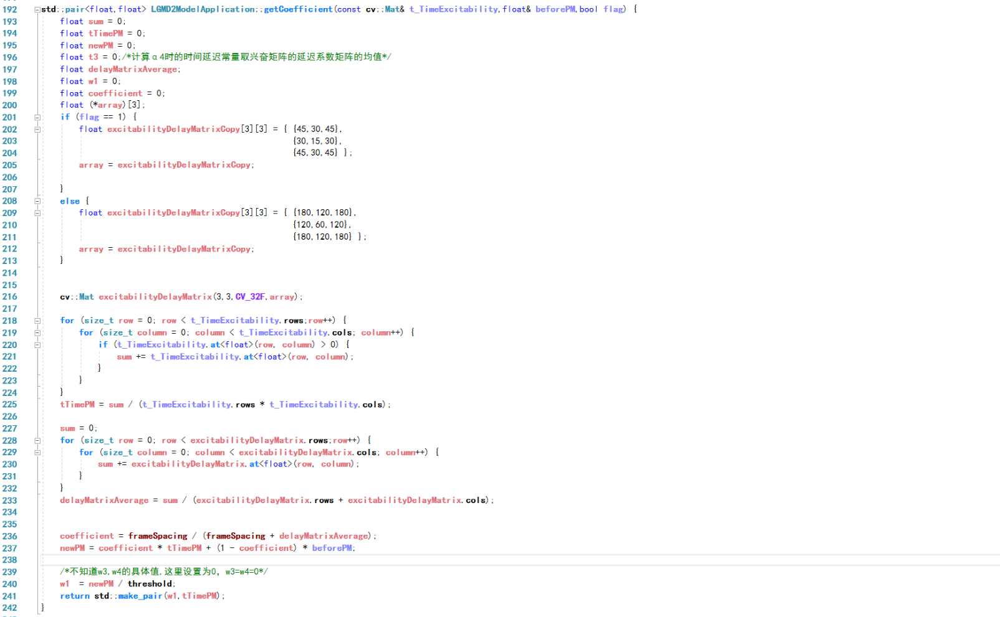 192 std::pair<float,float> LGMD2ModelApplication::getCoefficient(const cv::Mat& t_TimeExcitability,float& beforePM,bool flag) {
193 float sum = 0;
194 float tTimePM = 0;
195 float newPM = 0;
196 float t3 = 0;/*计算α4时的时间延迟常量取兴奋矩阵的延迟系数矩阵的均值*/
197 float delayMatrixAverage;
198 float w1 = 0;
199 float coefficient = 0;
200 float (*array)[3];
201 if (flag == 1) {
202 float excitabilityDelayMatrixCopy[3][3] = { {45,30,45},
203 {30,15,30},
204 {45,30,45} };
205 array = excitabilityDelayMatrixCopy;
206
207 }
208 else {
209 float excitabilityDelayMatrixCopy[3][3] = { {180,120,180},
210 {120,60,120},
211 {180,120,180} };
212 array = excitabilityDelayMatrixCopy;
213 }
214
215
216 cv::Mat excitabilityDelayMatrix(3,3,CV_32F,array);
217
218 for (size_t row = 0; row < t_TimeExcitability.rows;row++) {
219 for (size_t column = 0; column < t_TimeExcitability.cols; column++) {
220 if (t_TimeExcitability.at<float>(row, column) > 0) {
221 sum += t_TimeExcitability.at<float>(row, column);
222 }
223 }
224 }
225 tTimePM = sum / (t_TimeExcitability.rows * t_TimeExcitability.cols);
226
227 sum = 0;
228 for (size_t row = 0; row < excitabilityDelayMatrix.rows;row++) {
229 for (size_t column = 0; column < excitabilityDelayMatrix.cols; column++) {
230 sum += excitabilityDelayMatrix.at<float>(row, column);
231 }
232 }
233 delayMatrixAverage = sum / (excitabilityDelayMatrix.rows + excitabilityDelayMatrix.cols);
234
235
236 coefficient = frameSpacing / (frameSpacing + delayMatrixAverage);
237 newPM = coefficient * tTimePM + (1 - coefficient) * beforePM;
238
239 /*不知道w3,w4的具体值,这里设置为0，w3=w4=0*/
240 w1 = newPM / threshold;
241 return std::make_pair(w1,tTimePM);
242 }